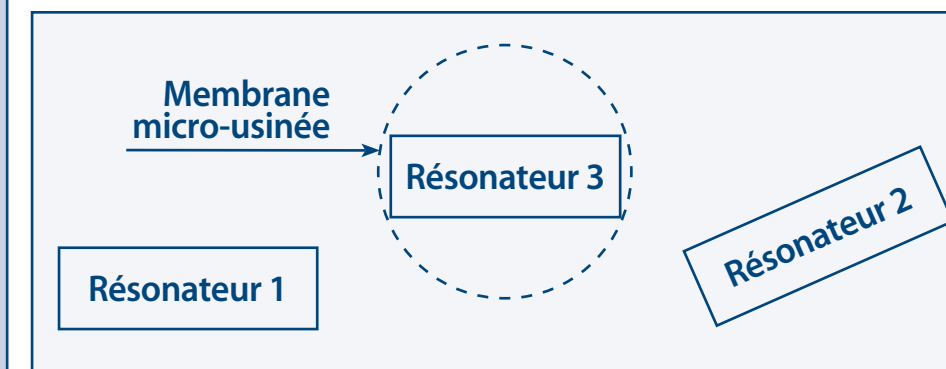 Membrane
micro-usinée
Résonateur 3
Résonateur 2
Résonateur 1